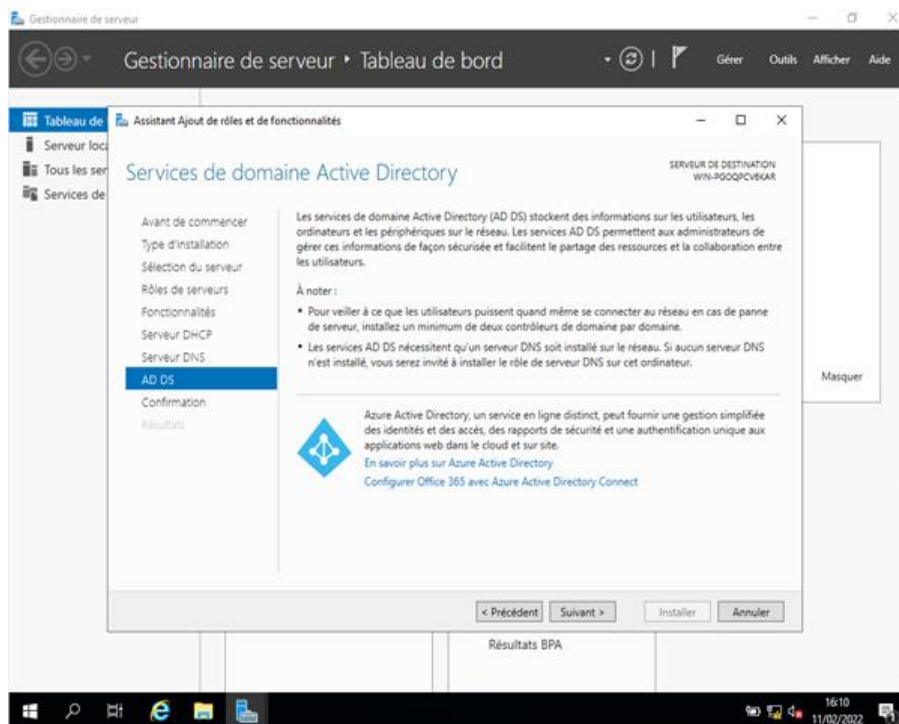 Gestionnaire de serveur
Gestionnaire de serveur ‣ Tableau de bord
Gérer Outils Afficher Aide
Tableau de
Serveur loca
Tous les ser
Services de
Assistant Ajout de rôles et de fonctionnalités
Services de domaine Active Directory
SERVEUR DE DESTINATION
Avant de commencer
Type d'installation
Sélection du serveur
Rôles de serveurs
Fonctionnalités
Serveur DHCP
Serveur DNS
AD DS
Confirmation
Résultats
Les services de domaine Active Directory (AD DS) stockent des informations sur les utilisateurs, les
ordinateurs et les périphériques sur le réseau. Les services AD DS permettent aux administrateurs de
gérer ces informations de façon sécurisée et facilitent le partage des ressources et la collaboration entre
les utilisateurs.
À noter :
• Pour veiller à ce que les utilisateurs puissent quand même se connecter au réseau en cas de panne
de serveur, installez un minimum de deux contrôleurs de domaine par domaine.
• Les services AD DS nécessitent qu'un serveur DNS soit installé sur le réseau. Si aucun serveur DNS
n'est installé, vous serez invité à installer le rôle de serveur DNS sur cet ordinateur.
Azure Active Directory, un service en ligne distinct, peut fournir une gestion simplifiée
des identités et des accès, des rapports de sécurité et une authentification unique aux
applications web dans le cloud et sur site.
En savoir plus sur Azure Active Directory
Configurer Office 365 avec Azure Active Directory Connect
Masquer
< Précédent Suivant > Installer Annuler
Résultats BPA
16:10
11/02/2022